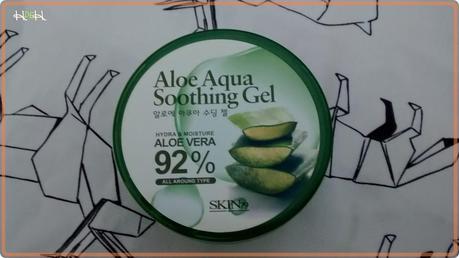 Aloe Aqua
Soothing Gel
알로에 아쿠아 수딩 젤
HYDRA & MOISTURE
ALOE VERA
92%
ALL AROUND TYPE
SKIN79